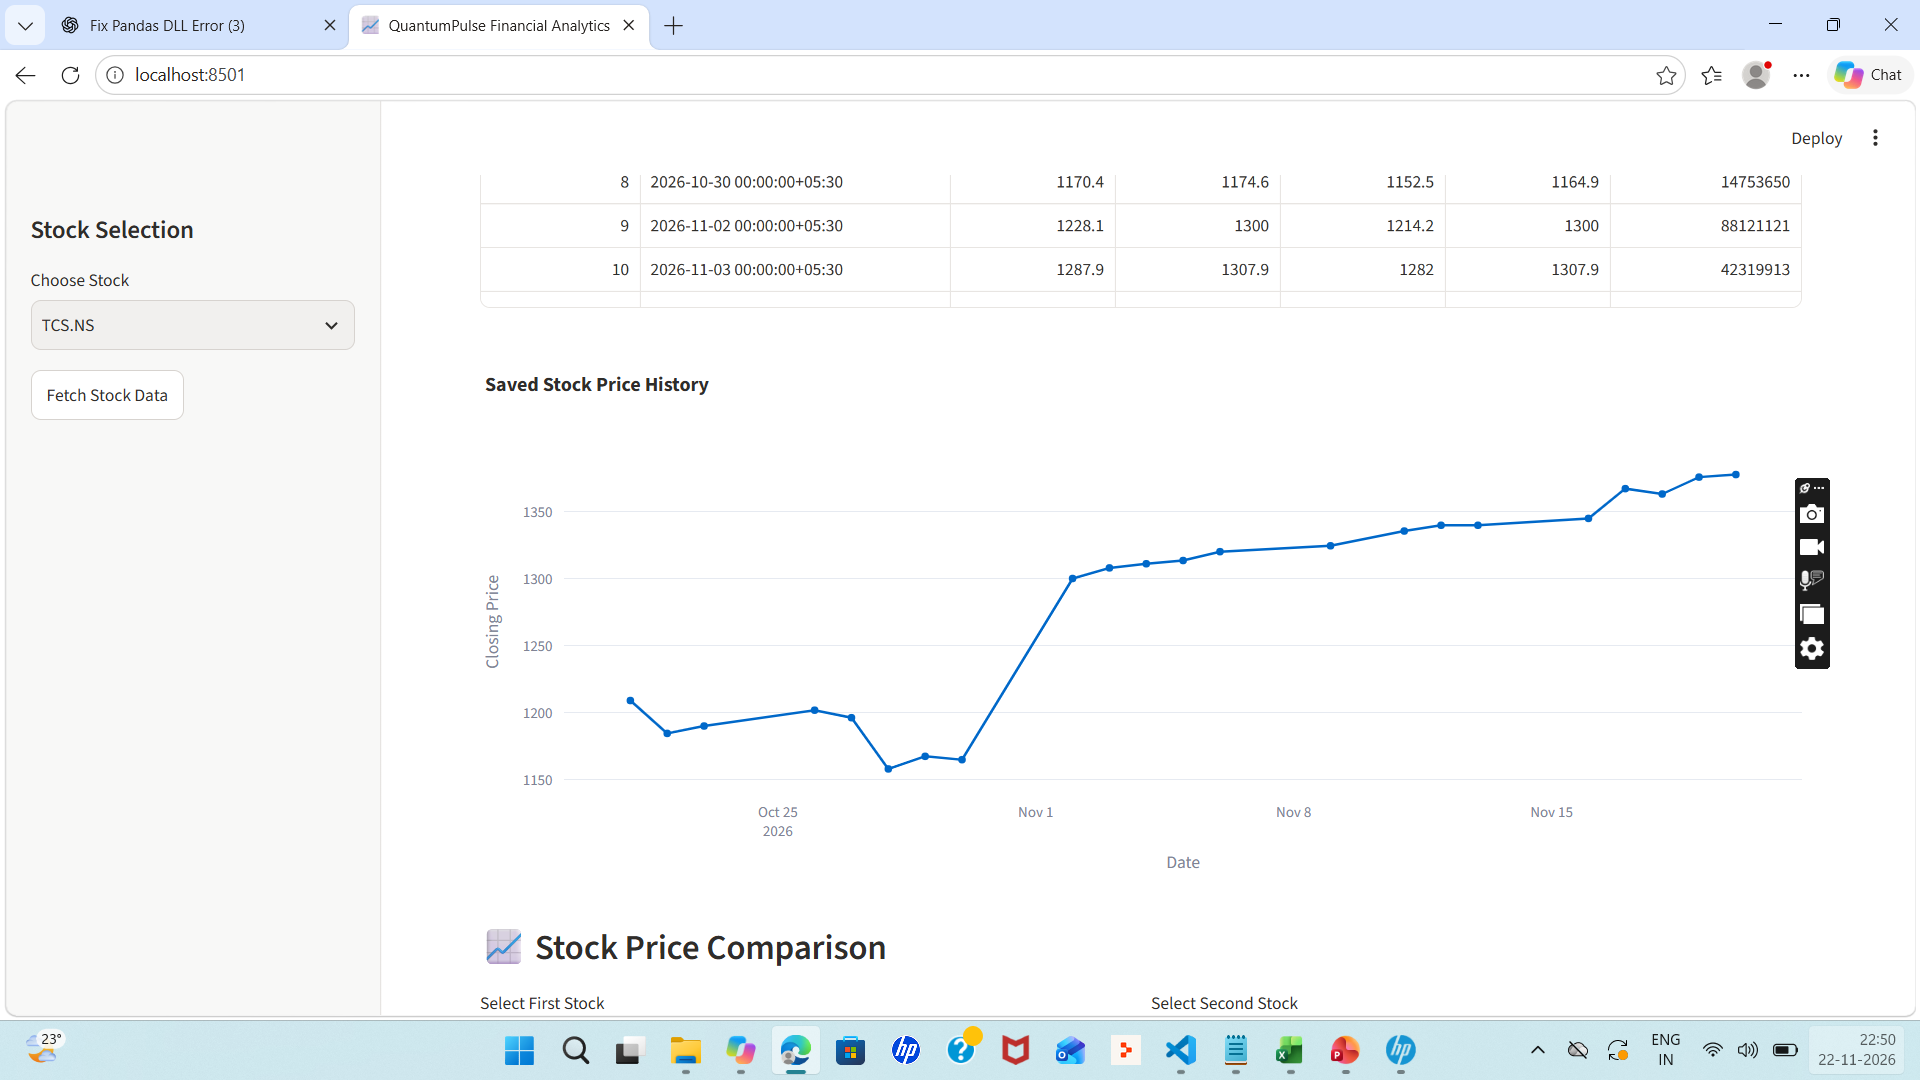 Fix Pandas DLL Error (3)
QuantumPulse Financial Analytics
localhost:8501
Chat
Deploy
Stock Selection
Choose Stock
TCS.NS
Fetch Stock Data
8 2026-10-30 00:00:00+05:30 1170.4 1174.6 1152.5 1164.9 14753650
9 2026-11-02 00:00:00+05:30 1228.1 1300 1214.2 1300 88121121
10 2026-11-03 00:00:00+05:30 1287.9 1307.9 1282 1307.9 42319913
Saved Stock Price History
Closing Price
1350
1300
1250
1200
1150
Oct 25 Nov 1 Nov 8 Nov 15
2026
Date
Stock Price Comparison
Select First Stock Select Second Stock
23°
ENG
IN
22:50
22-11-2026